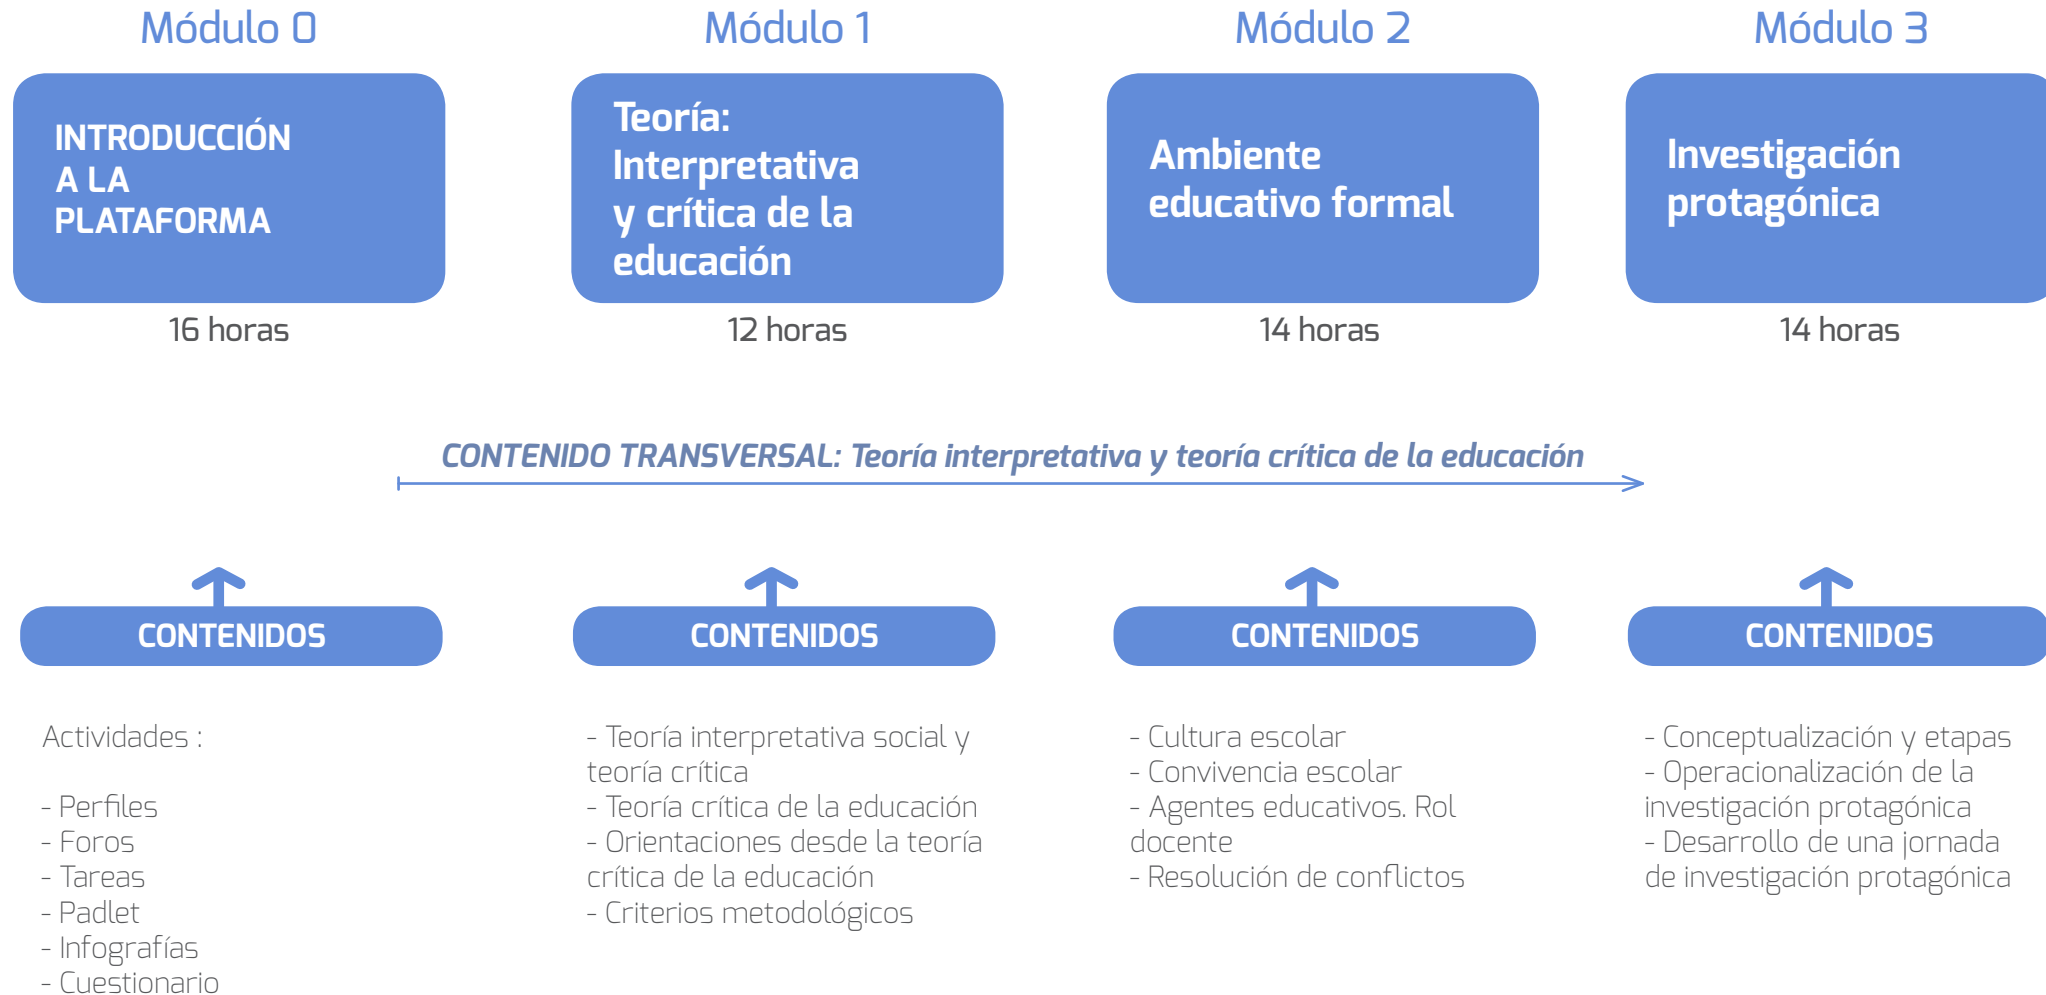 Módulo 0
INTRODUCCIÓN
A LA
PLATAFORMA
16 horas
Módulo 1
Teoría:
Interpretativa
y crítica de la
educación
12 horas
Módulo 2
Ambiente
educativo formal
14 horas
Módulo 3
Investigación
protagónica
14 horas
CONTENIDO TRANSVERSAL: Teoría interpretativa y teoría crítica de la educación
CONTENIDOS
Actividades :
- Perfiles
- Foros
- Tareas
- Padlet
- Infografías
- Cuestionario
CONTENIDOS
- Teoría interpretativa social y
teoría crítica
- Teoría crítica de la educación
- Orientaciones desde la teoría
crítica de la educación
- Criterios metodológicos
CONTENIDOS
- Cultura escolar
- Convivencia escolar
- Agentes educativos. Rol
docente
- Resolución de conflictos
CONTENIDOS
- Conceptualización y etapas
- Operacionalización de la
investigación protagónica
- Desarrollo de una jornada
de investigación protagónica